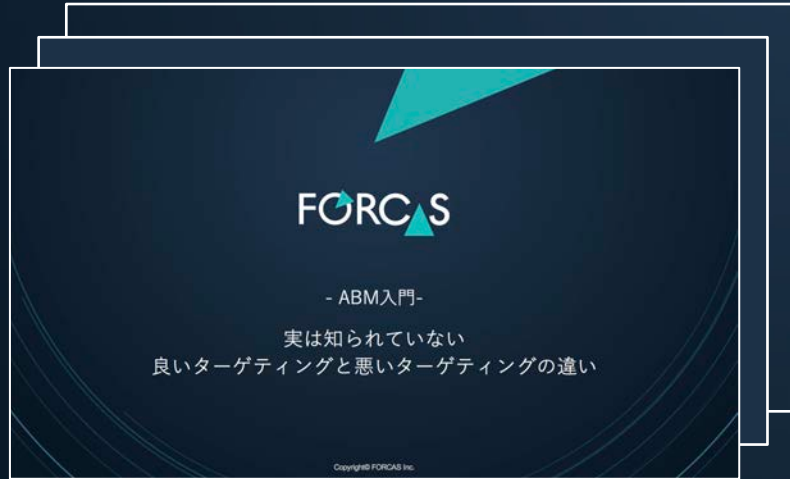 FORCAS
- ABM入門-
実は知られていない
良いターゲティングと悪いターゲティングの違い
Copyright© FORCAS Inc.